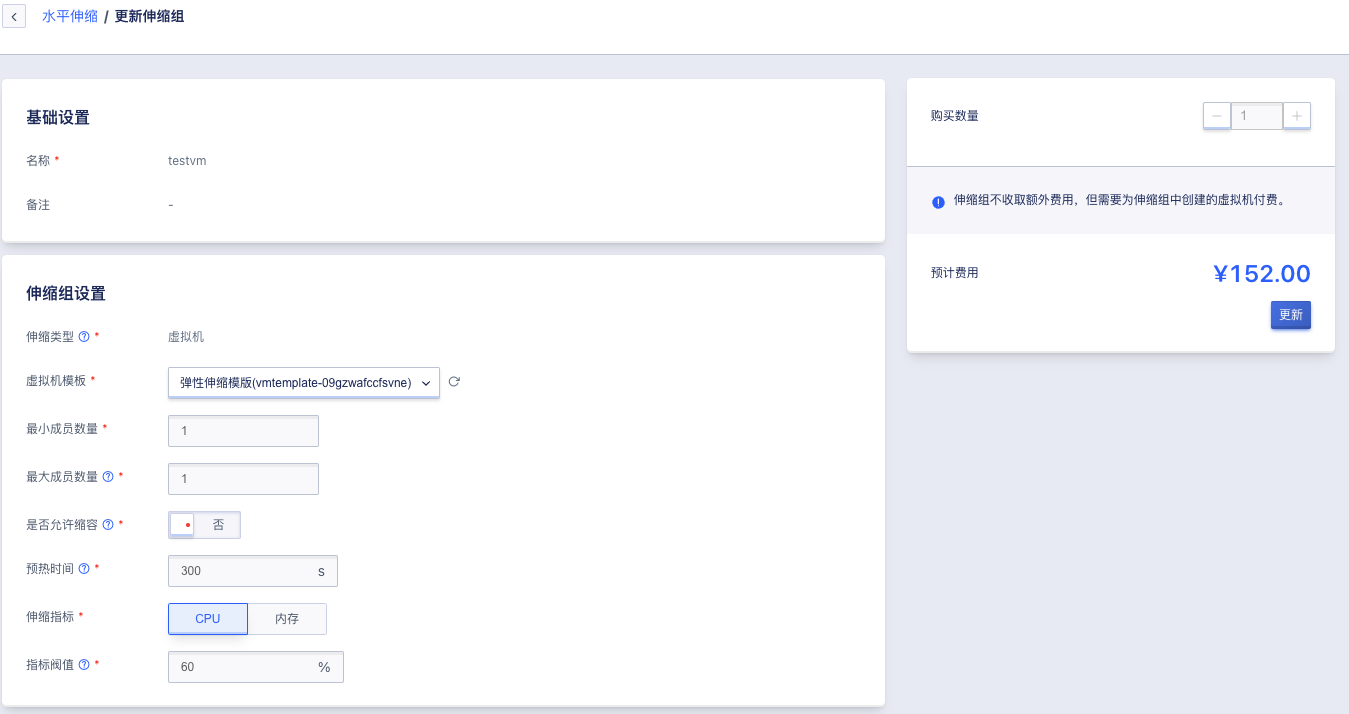 水平伸缩 / 更新伸缩组
基础设置
名称 * testvm
备注 -
伸缩组设置
伸缩类型 ? * 虚拟机
虚拟机模板 * 弹性伸缩模版(vmtemplate-09gzwafccfsvne)
最小成员数量 * 1
最大成员数量 ? * 1
是否允许缩容 ? * 否
预热时间 ? * 300 s
伸缩指标 * CPU 内存
指标阈值 ? * 60 %
购买数量 − 1 +
! 伸缩组不收取额外费用，但需要为伸缩组中创建的虚拟机付费。
预计费用 ¥152.00
更新